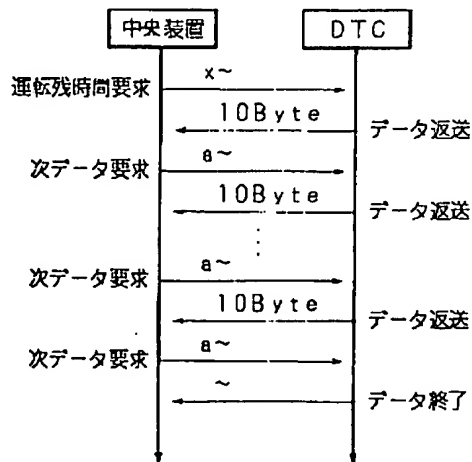 中央装置 DTC
x~
運転残時間要求
10Byte
データ返送
a~
次データ要求
10Byte
データ返送
a~
次データ要求
10Byte
データ返送
a~
次データ要求
~
データ終了